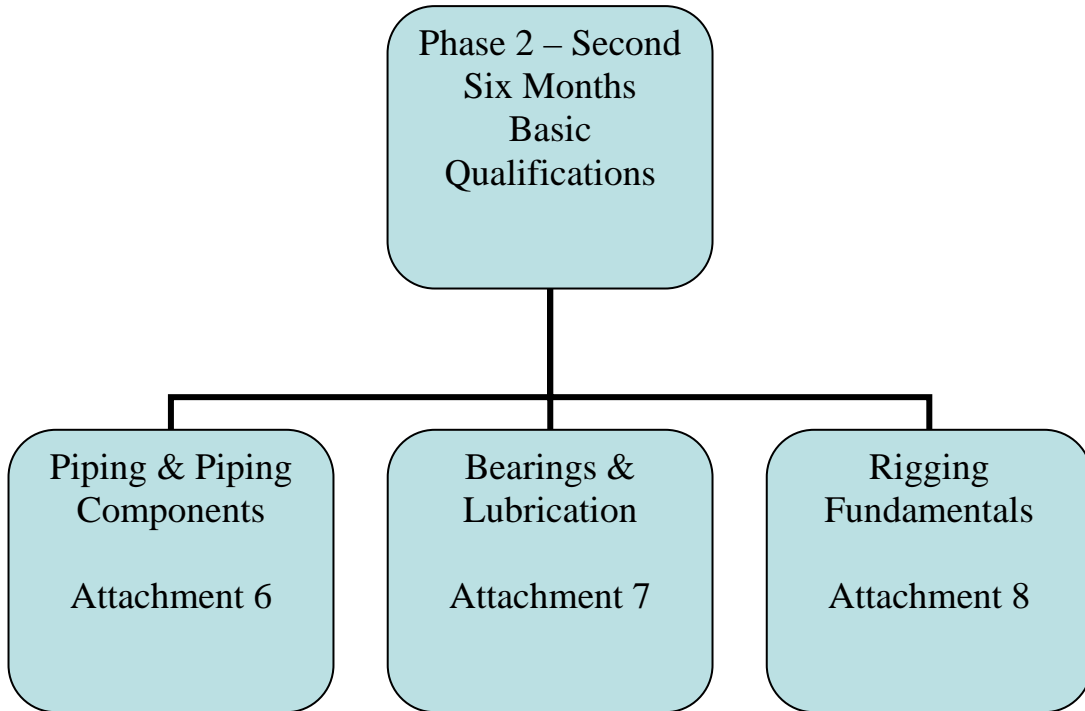 Phase 2 – Second
Six Months
Basic
Qualifications
Piping & Piping
Components
Attachment 6
Bearings &
Lubrication
Attachment 7
Rigging
Fundamentals
Attachment 8